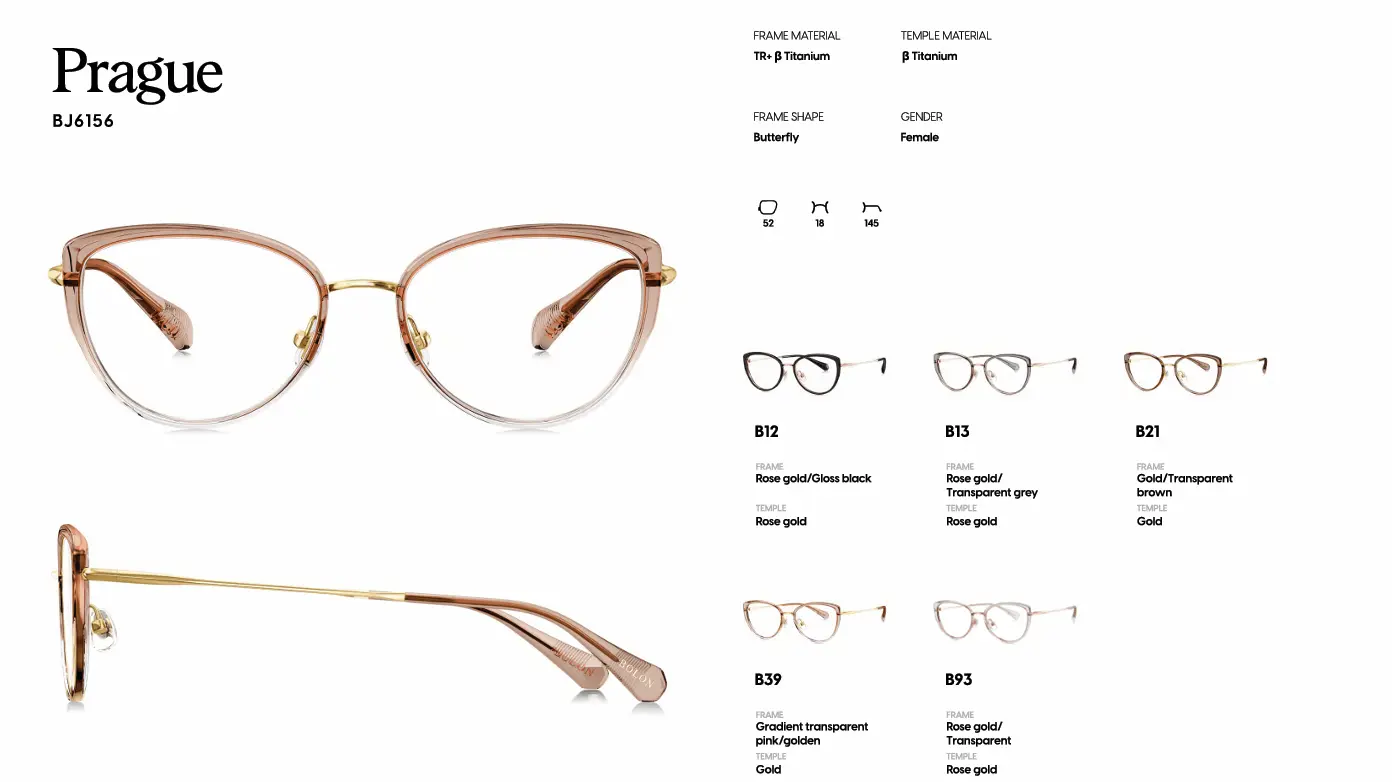 Prague
BJ6156
FRAME MATERIAL
TR+ β Titanium
TEMPLE MATERIAL
β Titanium
FRAME SHAPE
Butterfly
GENDER
Female
52
18
145
BOLON
BOLON
B12
FRAME
Rose gold/Gloss black
TEMPLE
Rose gold
B13
FRAME
Rose gold/
Transparent grey
TEMPLE
Rose gold
B21
FRAME
Gold/Transparent
brown
TEMPLE
Gold
B39
FRAME
Gradient transparent
pink/golden
TEMPLE
Gold
B93
FRAME
Rose gold/
Transparent
TEMPLE
Rose gold